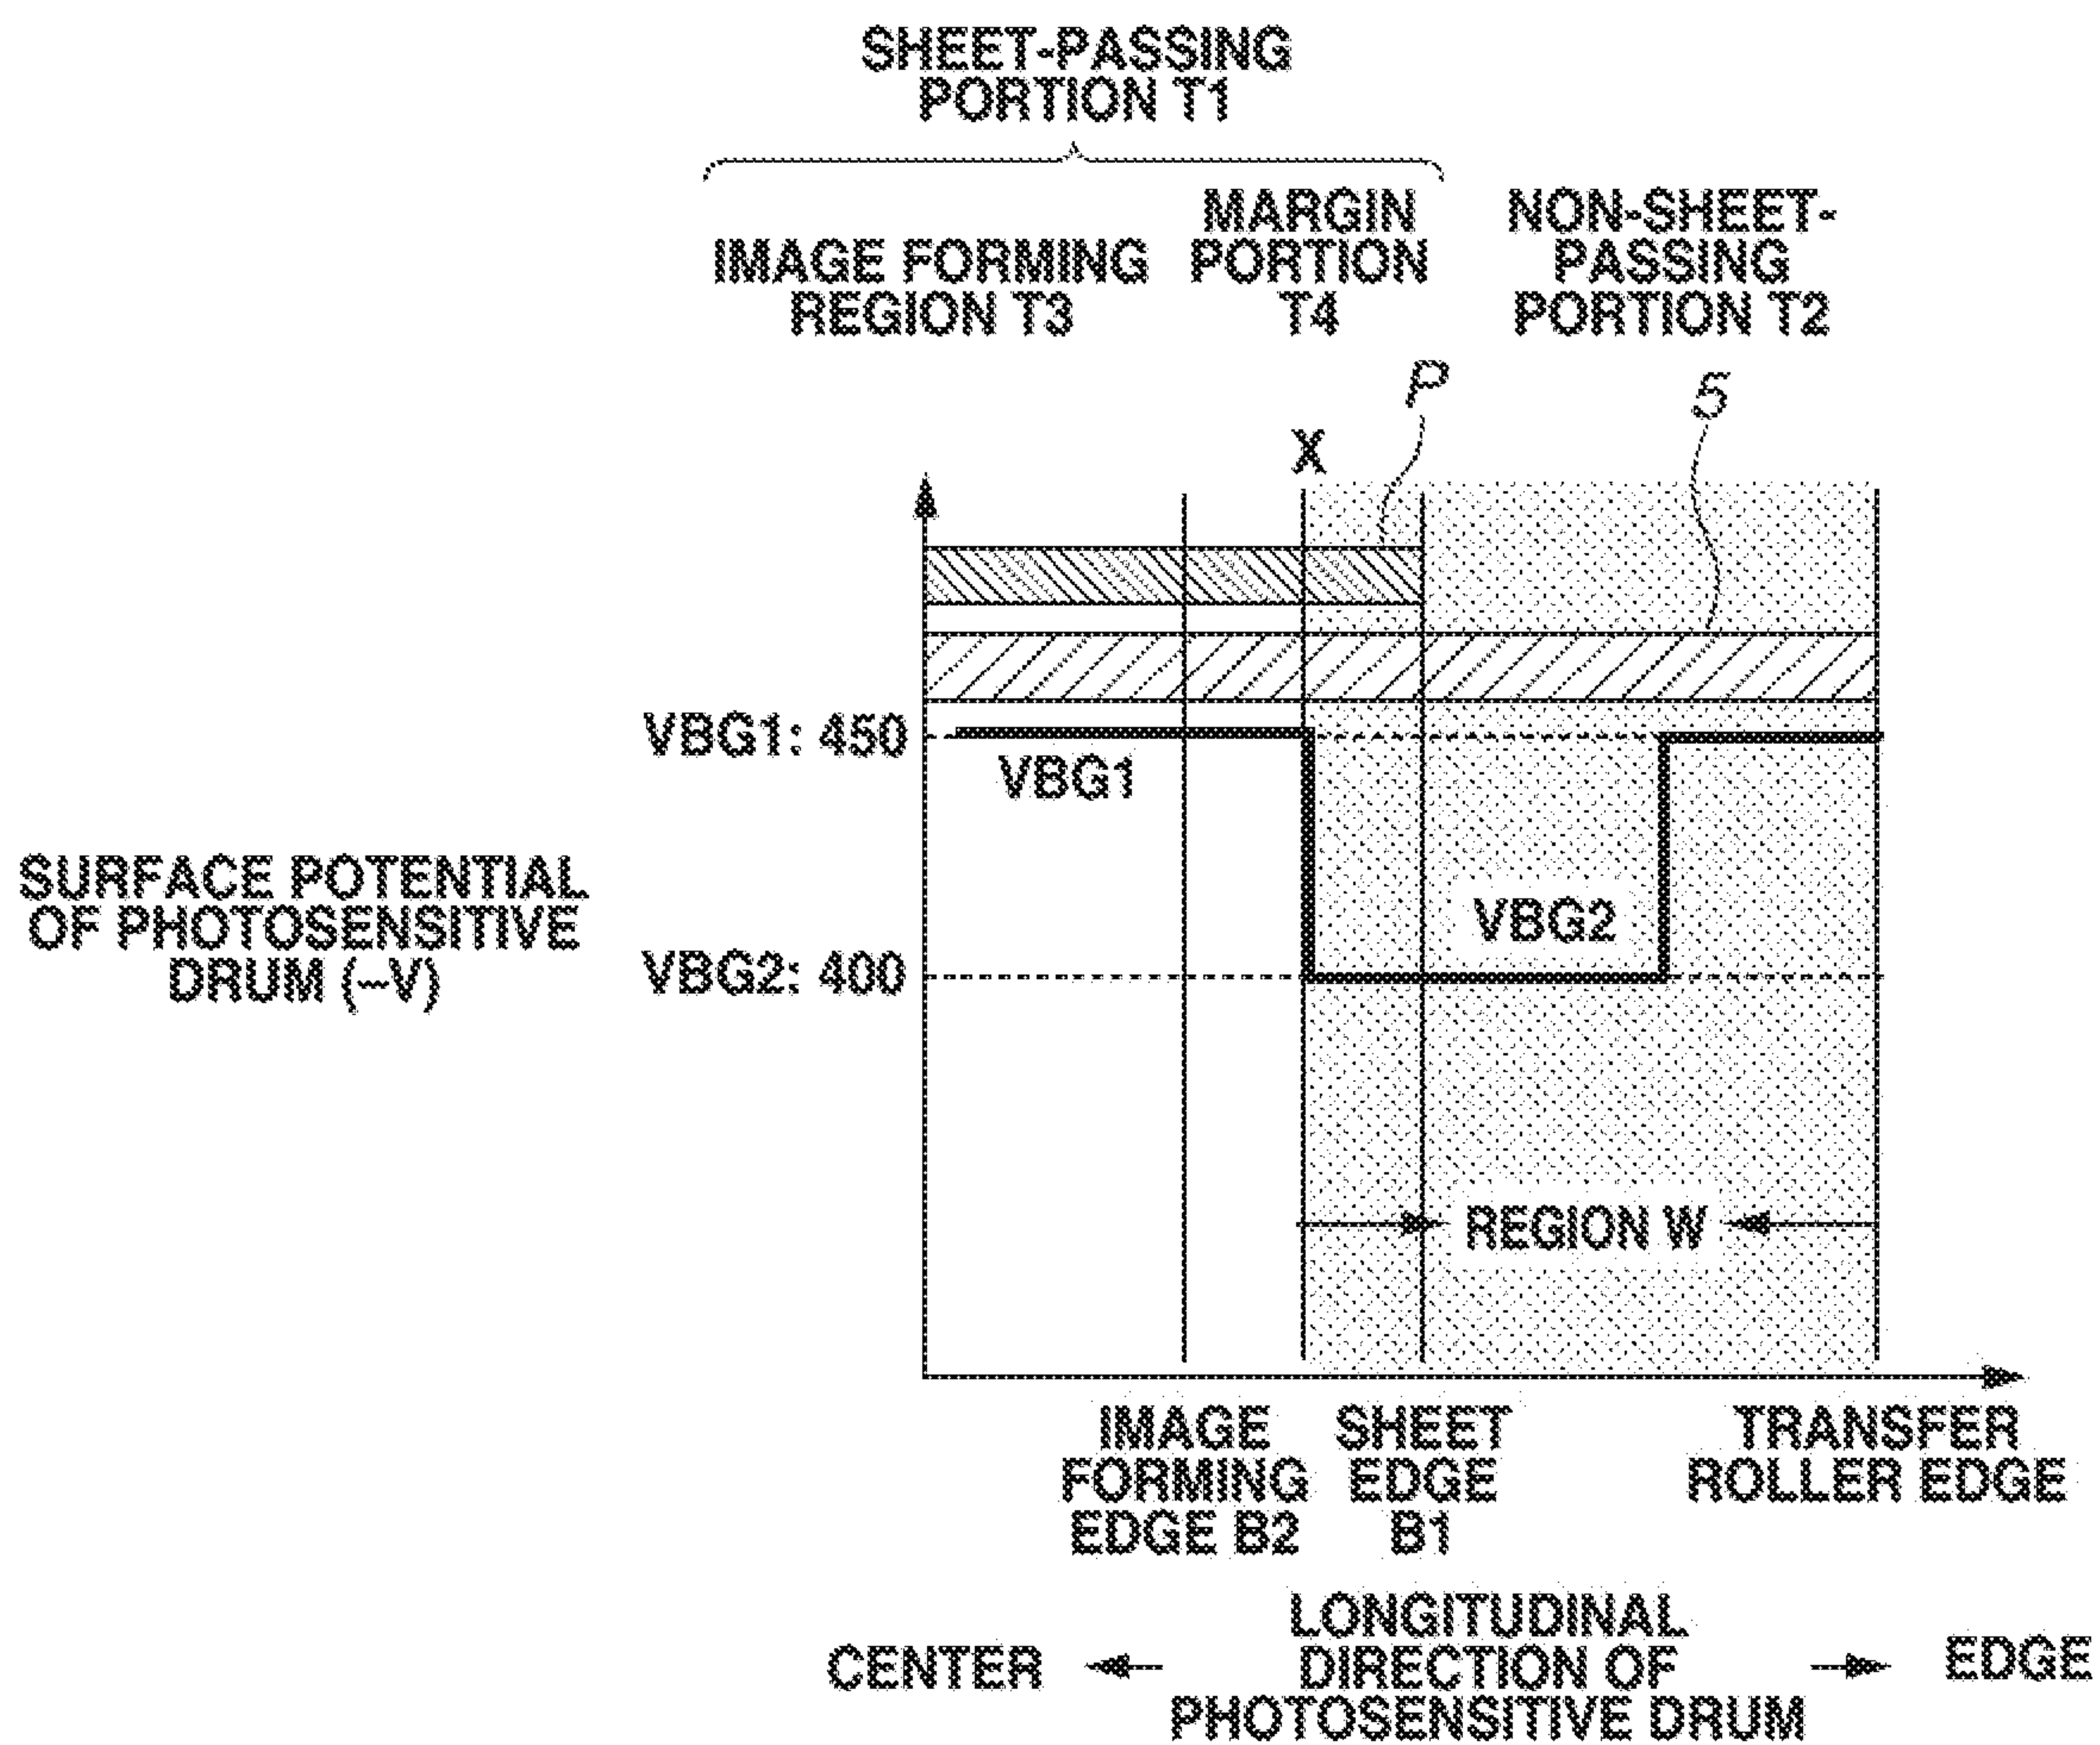 SHEET-PASSING
PORTION T1
IMAGE FORMING
REGION T3
MARGIN
PORTION
T4
NON-SHEET-
PASSING
PORTION T2
P
5
X
VBG1: 450
VBG1
SURFACE POTENTIAL
OF PHOTOSENSITIVE
DRUM (–V)
VBG2: 400
VBG2
REGION W
IMAGE
FORMING
EDGE B2
SHEET
EDGE
B1
TRANSFER
ROLLER EDGE
CENTER
LONGITUDINAL
DIRECTION OF
PHOTOSENSITIVE DRUM
EDGE